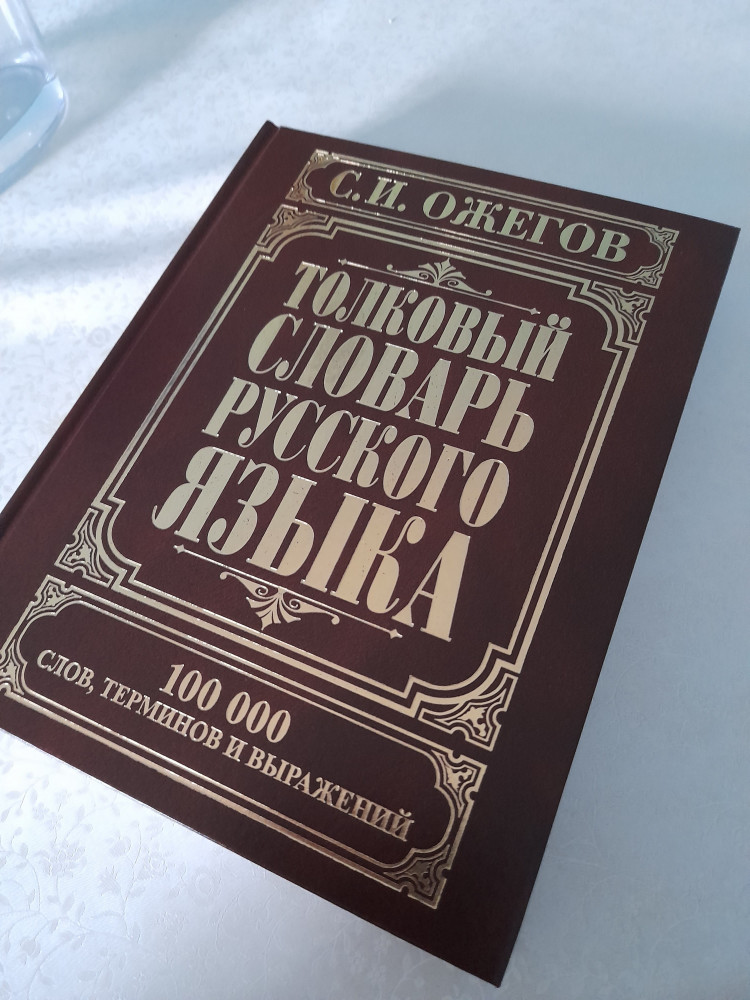 С.И. ОЖЕГОВ
ТОЛКОВЫЙ
СЛОВАРЬ
РУССКОГО
ЯЗЫКА
100 000
СЛОВ, ТЕРМИНОВ И ВЫРАЖЕНИЙ